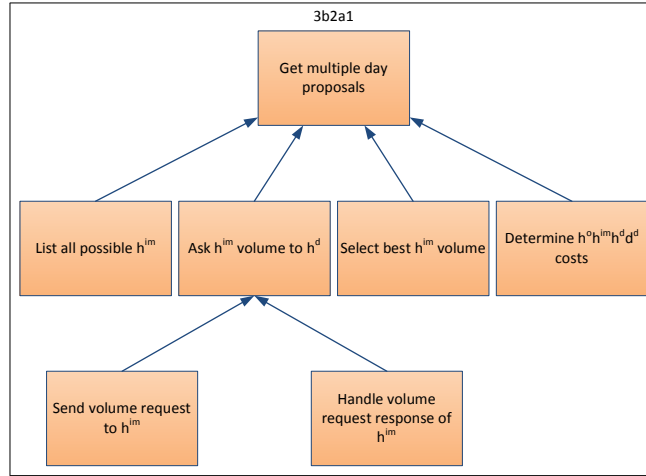 3b2a1
Get multiple day
proposals
List all possible hⁱᵐ
Ask hⁱᵐ volume to hᵈ
Select best hⁱᵐ volume
Determine hᵒhⁱᵐhᵈdᵈ
costs
Send volume request
to hⁱᵐ
Handle volume
request response of
hⁱᵐ